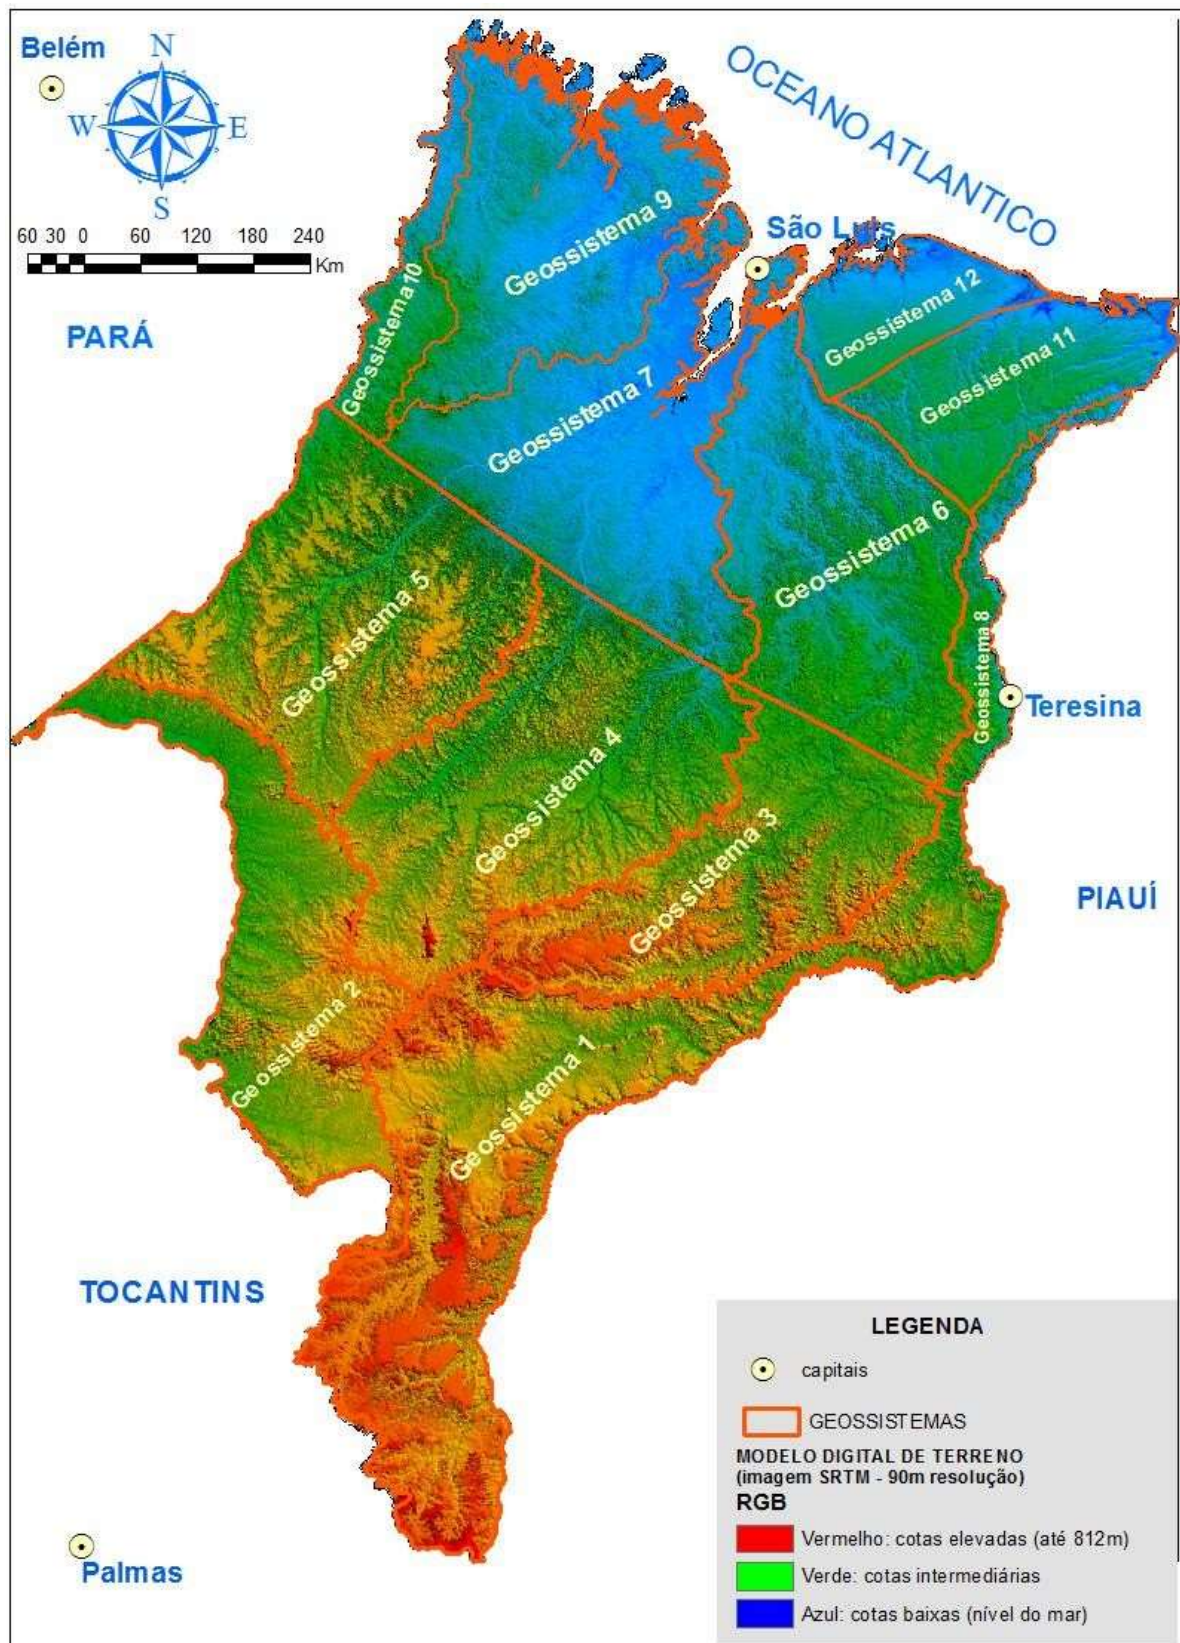 Belém
N
W
E
S
60 30 0 60 120 180 240
Km
OCEANO ATLANTICO
São Luis
PARÁ
Geossistema 9
Geossistema10
Geossistema 12
Geossistema 11
Geossistema 7
Geossistema 6
Geossistema 5
Geossistema 8
Teresina
Geossistema 4
Geossistema 3
PIAUÍ
Geossistema 2
Geossistema 1
TOCANTINS
Palmas
LEGENDA
capitais
GEOSSISTEMAS
MODELO DIGITAL DE TERRENO
(imagem SRTM - 90m resolução)
RGB
Vermelho: cotas elevadas (até 812m)
Verde: cotas intermediárias
Azul: cotas baixas (nível do mar)